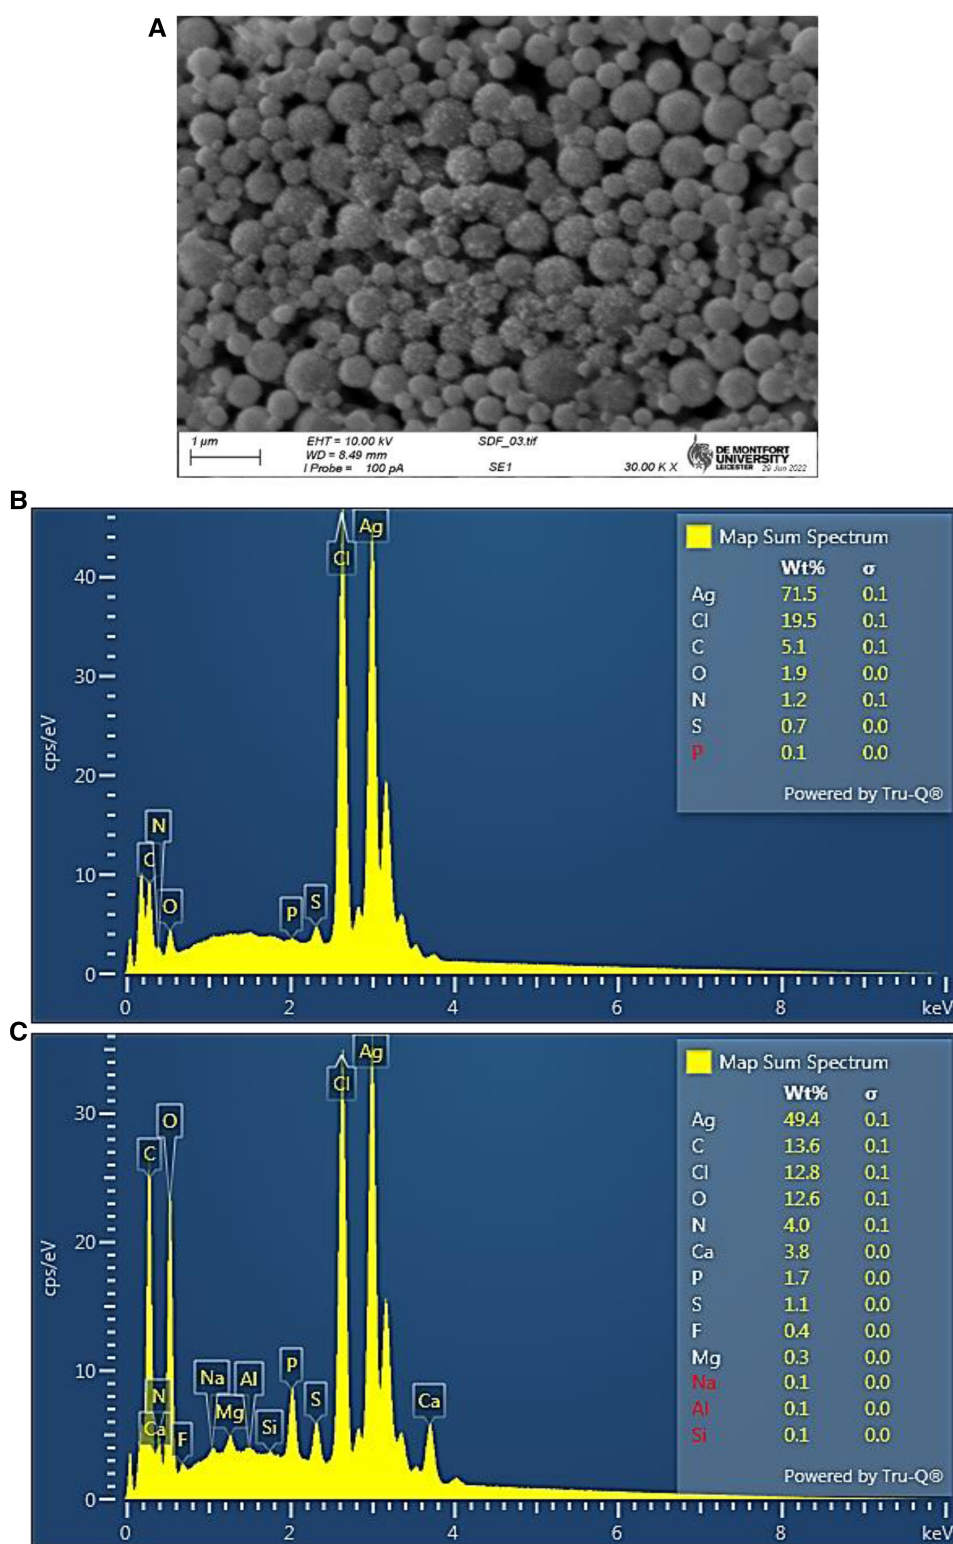 A
1 µm
EHT = 10.00 kV
SDF_03.tif
WD = 8.49 mm
I Probe = 100 pA
SE1
30.00 K X
DE MONTFORT
UNIVERSITY
LEICESTER
29 Jun 2022
B
Ag
Cl
N
C
O
P
S
40
30
20
10
0
cps/eV
0 2 4 6 8 keV
Map Sum Spectrum
Wt% σ
Ag 71.5 0.1
Cl 19.5 0.1
C 5.1 0.1
O 1.9 0.0
N 1.2 0.1
S 0.7 0.0
P 0.1 0.0
Powered by Tru-Q®
C
Ag
Cl
O
C
N
Ca
F
Na
Mg
Al
Si
P
S
Ca
30
20
10
0
cps/eV
0 2 4 6 8 keV
Map Sum Spectrum
Wt% σ
Ag 49.4 0.1
C 13.6 0.1
Cl 12.8 0.1
O 12.6 0.1
N 4.0 0.1
Ca 3.8 0.0
P 1.7 0.0
S 1.1 0.0
F 0.4 0.0
Mg 0.3 0.0
Na 0.1 0.0
Al 0.1 0.0
Si 0.1 0.0
Powered by Tru-Q®